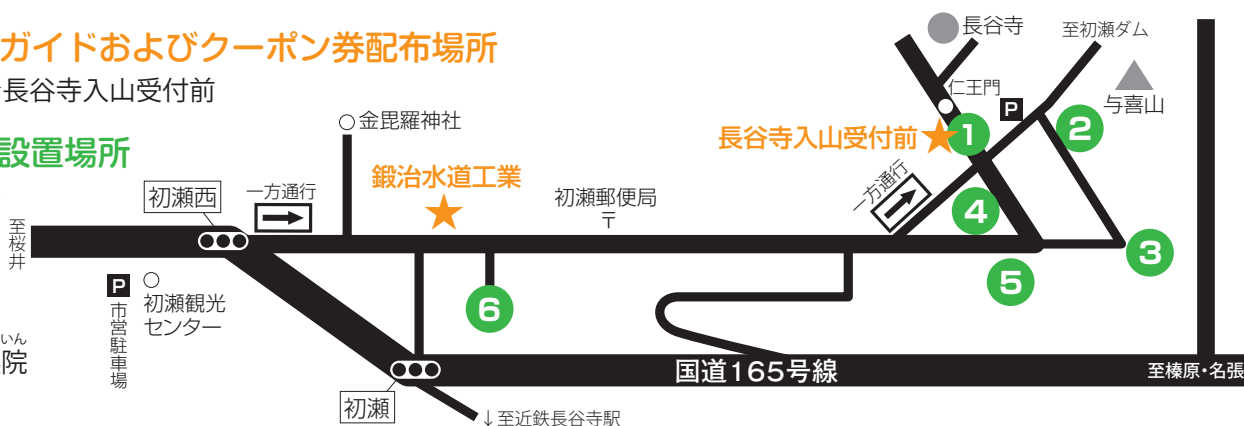 ガイドおよびクーポン券配布場所
長谷寺入山受付前
設置場所
長谷寺
至初瀬ダム
仁王門
P
与喜山
金毘羅神社
長谷寺入山受付前
1
2
鍛治水道工業
初瀬西
一方通行
初瀬郵便局
〒
一方通行
4
至桜井
3
5
P
市営駐車場
初瀬観光
センター
6
いん
院
国道165号線
至榛原・名張
初瀬
↓至近鉄長谷寺駅